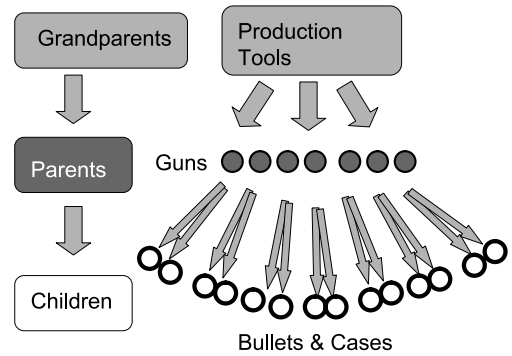 Grandparents
Production
Tools
Parents
Guns
Children
Bullets & Cases